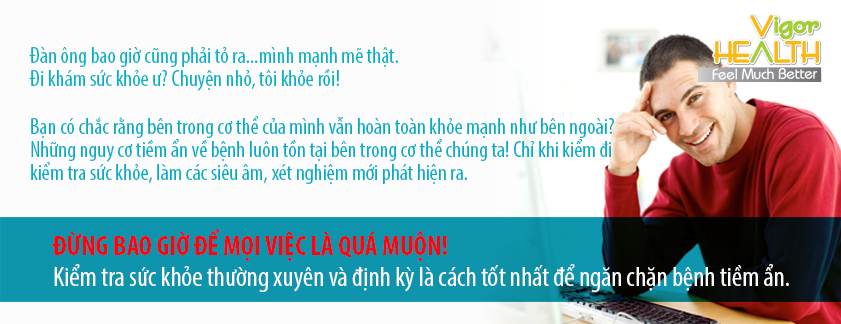 Đàn ông bao giờ cũng phải tỏ ra...mình mạnh mẽ thật.
Đi khám sức khỏe ư? Chuyện nhỏ, tôi khỏe rồi!
Bạn có chắc rằng bên trong cơ thể của mình vẫn hoàn toàn khỏe mạnh như bên ngoài?
Những nguy cơ tiềm ẩn về bệnh luôn tồn tại bên trong cơ thể chúng ta! Chỉ khi kiểm đi
kiểm tra sức khỏe, làm các siêu âm, xét nghiệm mới phát hiện ra.
Vigor
HEALTH
Feel Much Better
ĐỪNG BAO GIỜ ĐỂ MỌI VIỆC LÀ QUÁ MUỘN!
Kiểm tra sức khỏe thường xuyên và định kỳ là cách tốt nhất để ngăn chặn bệnh tiềm ẩn.